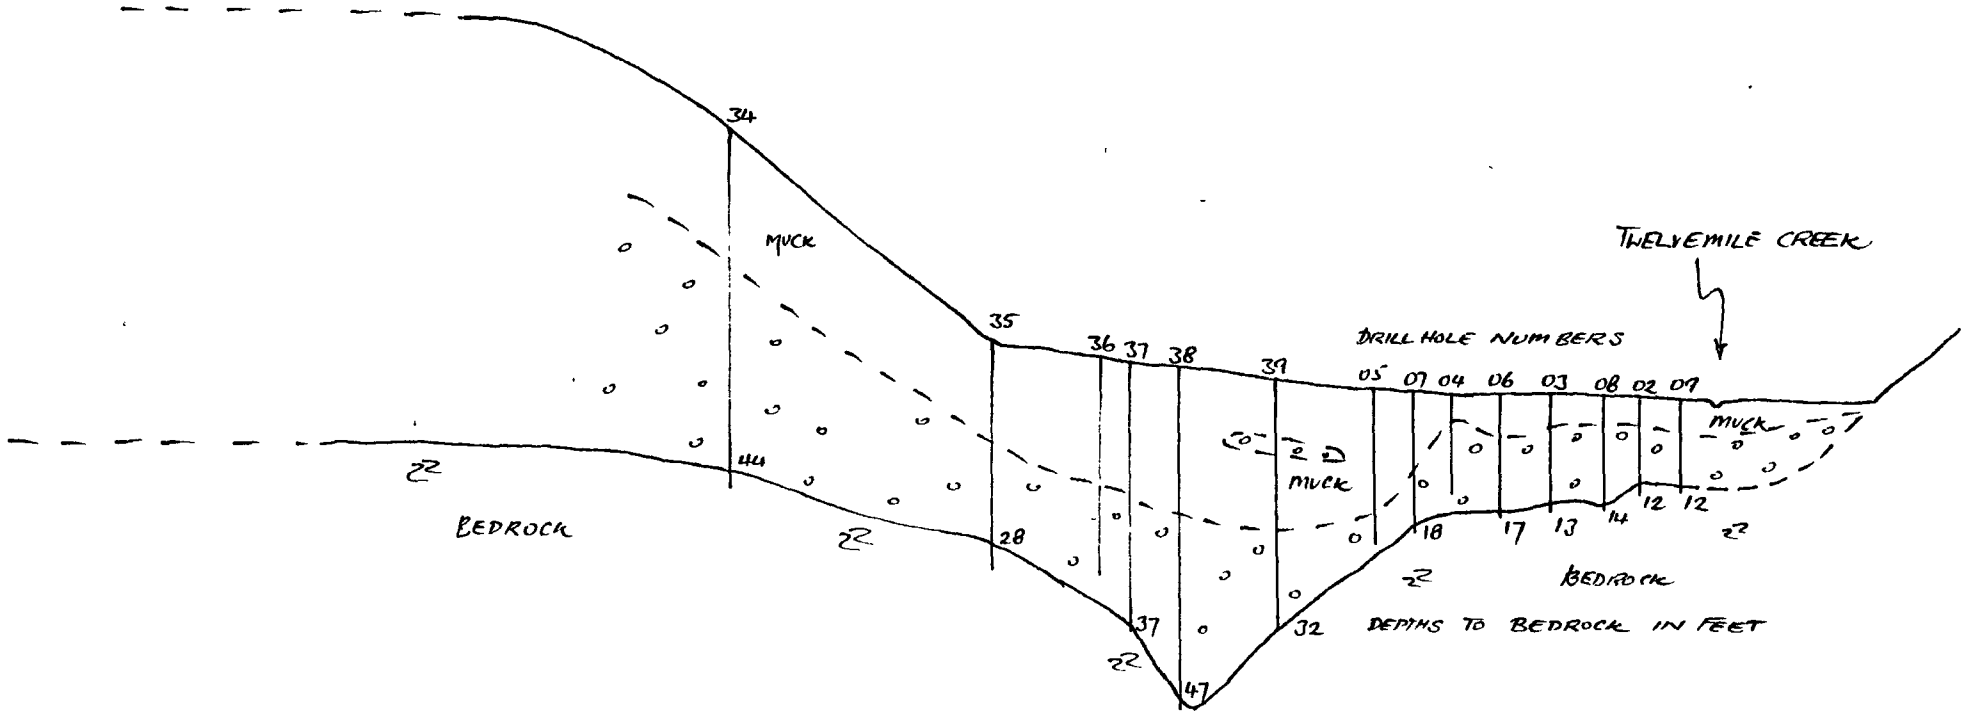 34
MUCK
TWELVEMILE CREEK
35
36 37 38
39
DRILL HOLE NUMBERS
05 07 04 06 03 08 02 09
MUCK
MUCK
44
BEDROCK
28
18 17 13 14 12 12
BEDROCK
37
32
DEPTHS TO BEDROCK IN FEET
47